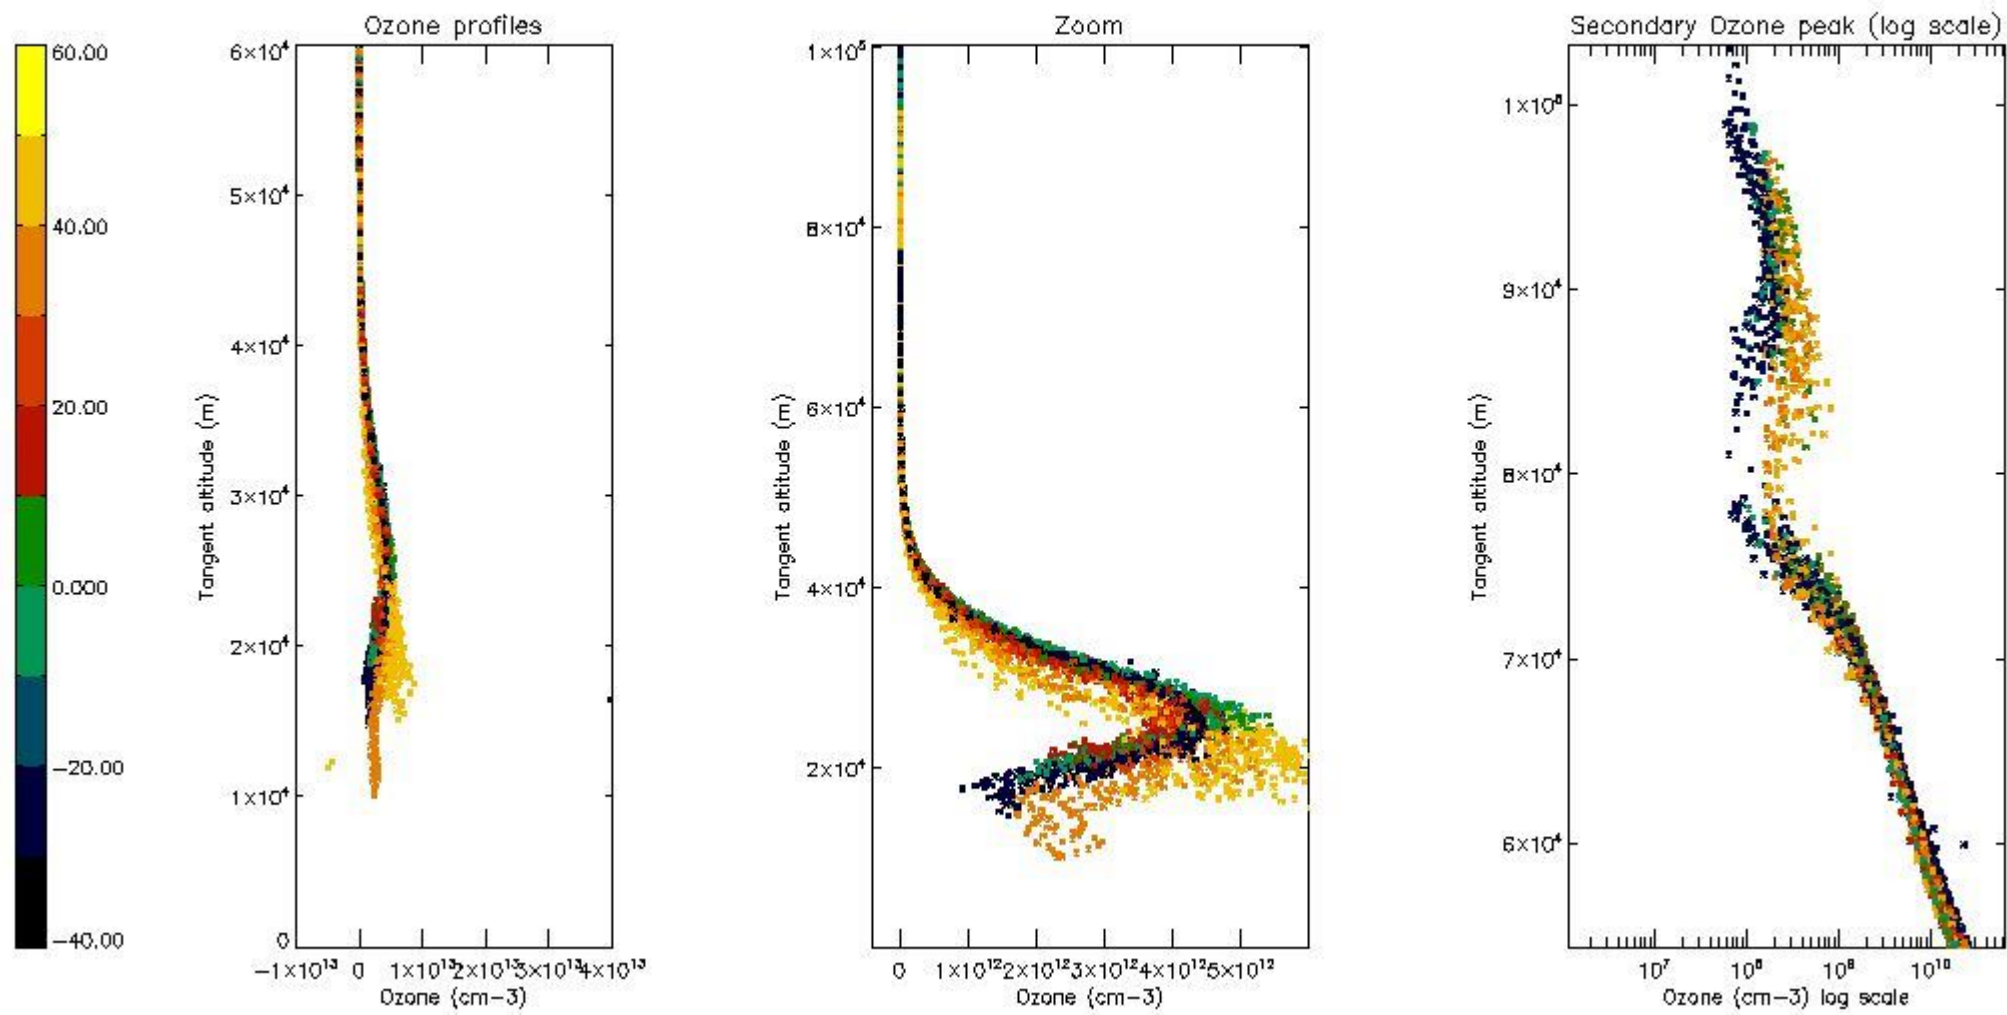 Ozone profiles
Zoom
Secondary Ozone peak (log scale)
60.00
40.00
20.00
0.000
−20.00
−40.00
Tangent altitude (m)
6×10⁴
5×10⁴
4×10⁴
3×10⁴
2×10⁴
1×10⁴
0
−1×10¹³ 0 1×10¹³2×10¹³3×10¹³4×10¹³
Ozone (cm−3)
Tangent altitude (m)
1×10⁵
8×10⁴
6×10⁴
4×10⁴
2×10⁴
0 1×10¹²2×10¹²3×10¹²4×10¹²5×10¹²
Ozone (cm−3)
Tangent altitude (m)
1×10⁵
9×10⁴
8×10⁴
7×10⁴
6×10⁴
10⁷ 10⁸ 10⁹ 10¹⁰
Ozone (cm−3) log scale